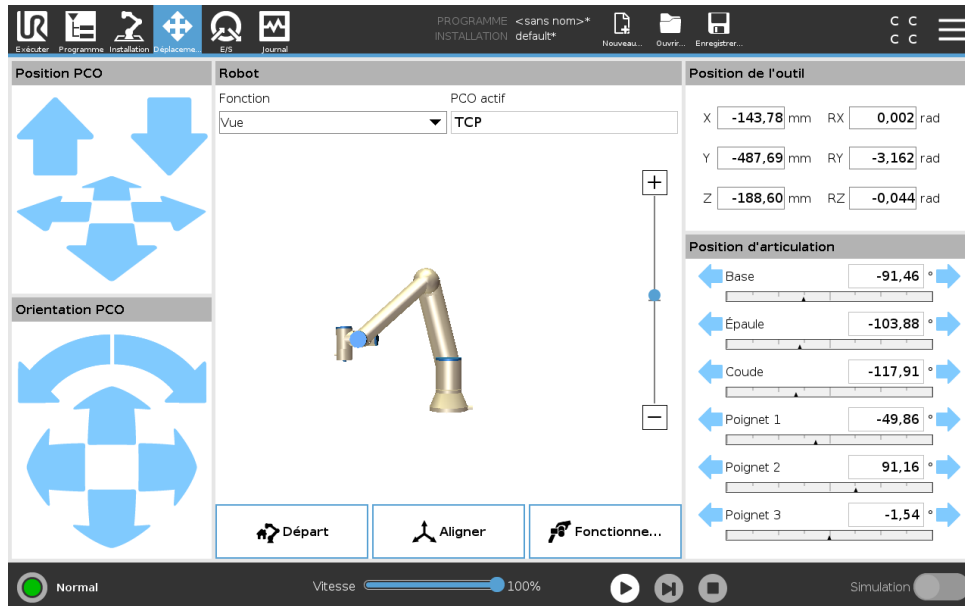 UR
PROGRAMME <sans nom>*
INSTALLATION default*
C C
C C
Exécuter Programme Installation Déplaceme... E/S Journal Nouveau... Ouvrir... Enregistrer...
Position PCO
Robot
Position de l'outil
Fonction PCO actif
Vue TCP
X -143,78 mm RX 0,002 rad
Y -487,69 mm RY -3,162 rad
Z -188,60 mm RZ -0,044 rad
Position d'articulation
Base -91,46 °
Épaule -103,88 °
Coude -117,91 °
Poignet 1 -49,86 °
Poignet 2 91,16 °
Poignet 3 -1,54 °
Orientation PCO
Départ Aligner Fonctionne...
Normal Vitesse 100% Simulation